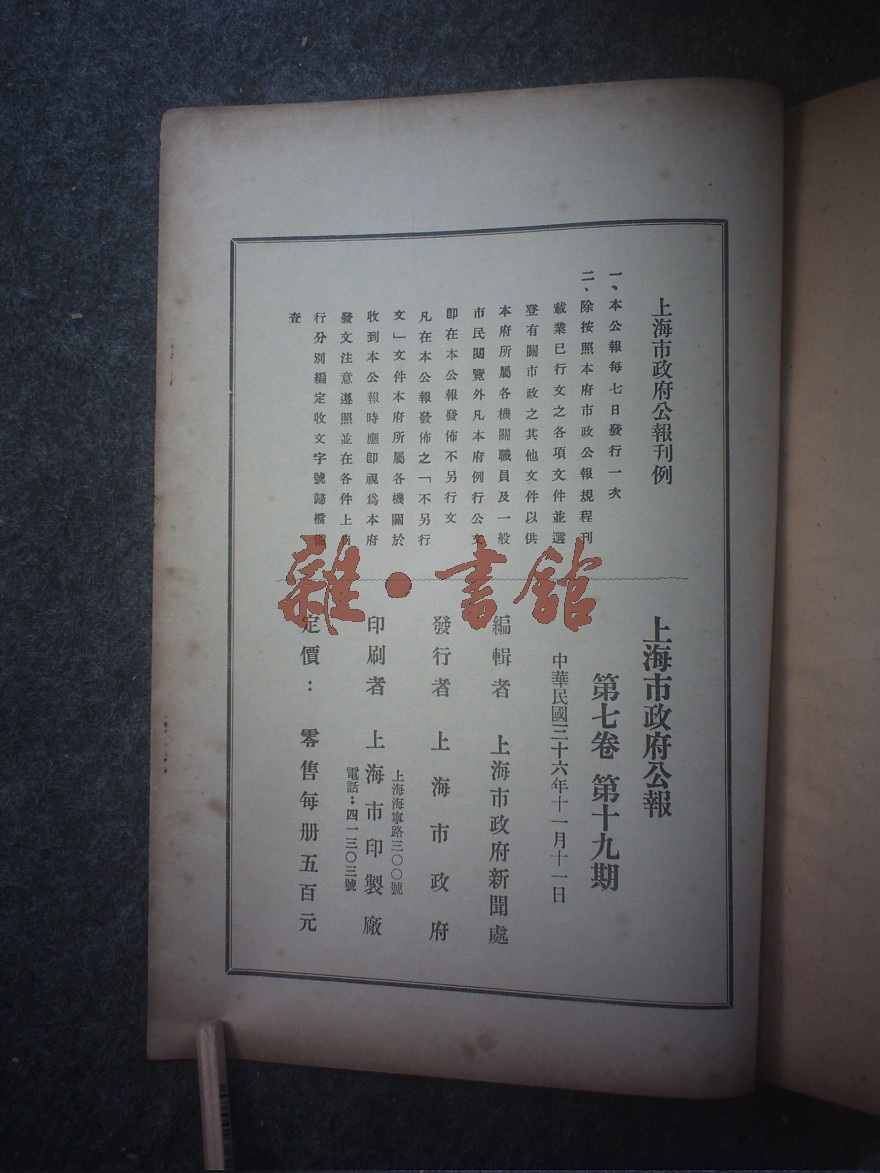 上海市政府公報刊例
一、本公報每七日發行一次
二、除按照本府市政公報規程刊
載業已行文之各項文件並選
登有關市政之其他文件以供
本府所屬各機關職員及一般
市民閱覽外凡本府例行公文
即在本公報發佈不另行文
凡在本公報發佈之「不另行
文」文件本府所屬各機關於
收到本公報時應即視爲本府
發文注意遵照並在各件上自
行分別編定收文字號歸檔備
查
上海市政府公報
第七卷 第十九期
中華民國三十六年十一月十一日
編輯者 上海市政府新聞處
發行者 上海市政府
上海海寧路三〇〇號
印刷者 上海市印製廠
電話：四一三〇三號
定價： 零售每册五百元
雜·書館